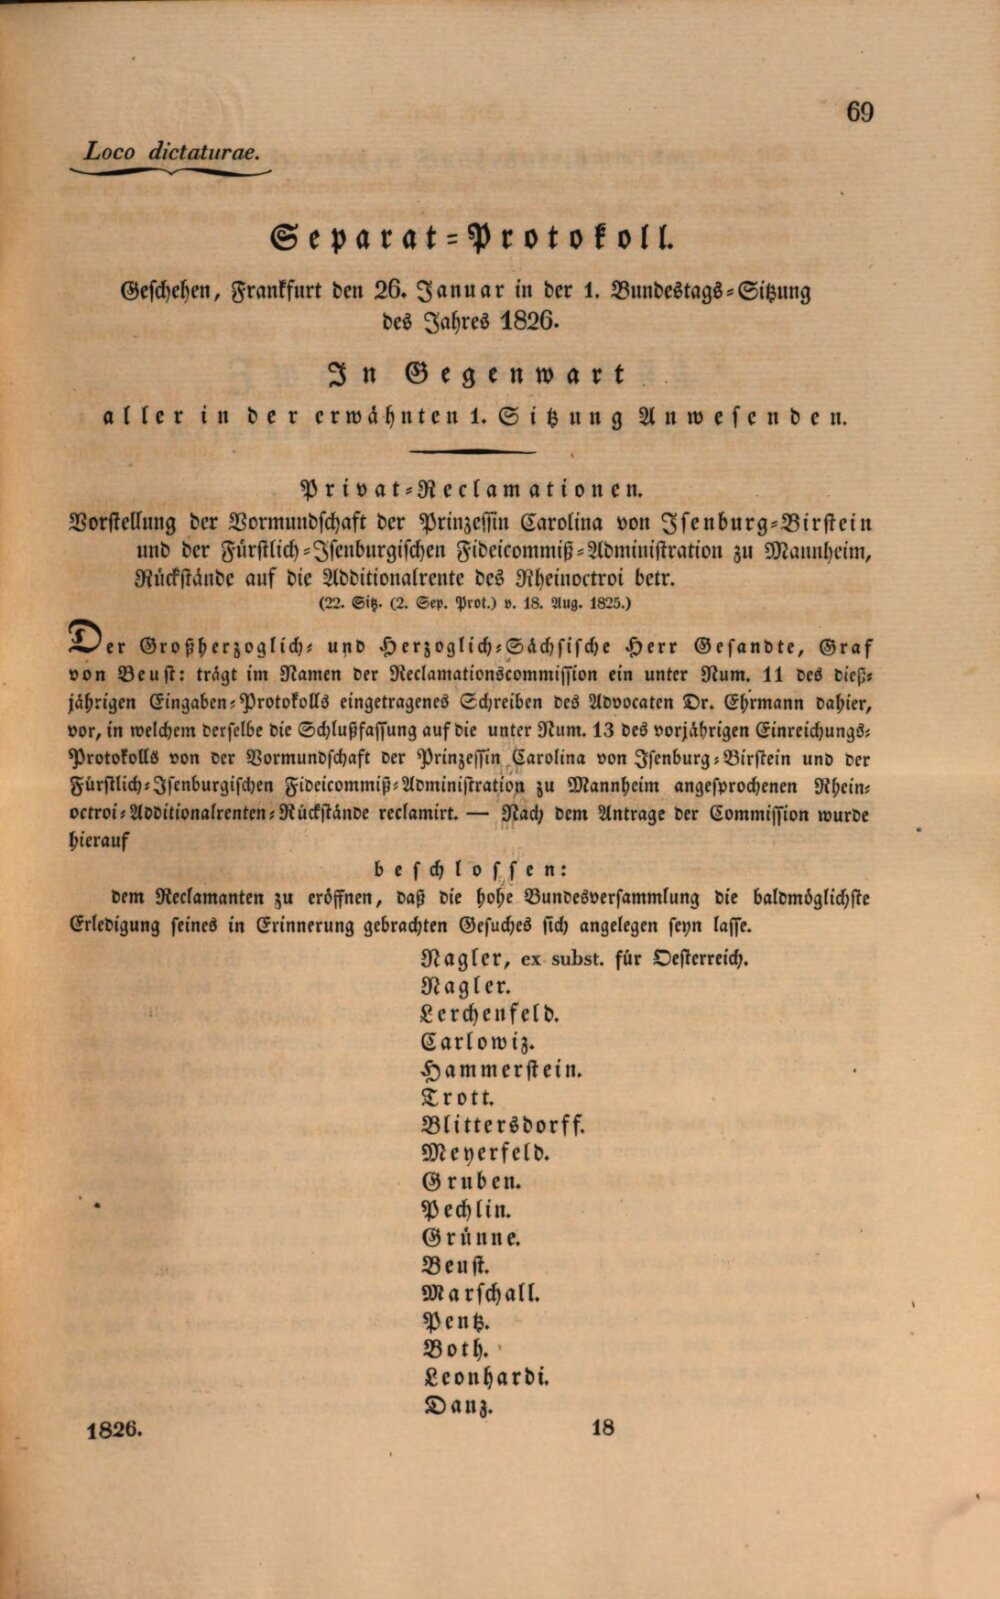 69
Loco dictaturae.
Separat-Protokoll.
Geschehen, Frankfurt den 26. Januar in der 1. Bundestags-Sitzung
des Jahres 1826.
In Gegenwart
aller in der erwähnten 1. Sitzung Anwesenden.
Privat-Reclamationen.
Vorstellung der Vormundschaft der Prinzessin Carolina von Isenburg-Birstein
und der Fürstlich-Isenburgischen Fideicommiß-Administration zu Mannheim,
Rückstände auf die Additionalrente des Rheinoctroi betr.
(22. Sitz. (2. Sep. Prot.) v. 18. Aug. 1825.)
Der Großherzoglich- und Herzoglich-Sächsische Herr Gesandte, Graf
von Beust: trägt im Namen der Reclamationscommission ein unter Num. 11 des dieß-
jährigen Eingaben-Protokolls eingetragenes Schreiben des Advocaten Dr. Ehrmann dahier,
vor, in welchem derselbe die Schlußfassung auf die unter Num. 13 des vorjährigen Einreichungs-
Protokolls von der Vormundschaft der Prinzessin Carolina von Isenburg-Birstein und der
Fürstlich-Isenburgischen Fideicommiß-Administration zu Mannheim angesprochenen Rhein-
octroi-Additionalrenten-Rückstände reclamirt. — Nach dem Antrage der Commission wurde
hierauf
beschlossen:
dem Reclamanten zu eröffnen, daß die hohe Bundesversammlung die baldmöglichste
Erledigung seines in Erinnerung gebrachten Gesuches sich angelegen seyn lasse.
Nagler, ex subst. für Oesterreich.
Nagler.
Lerchenfeld.
Carlowiz.
Hammerstein.
Trott.
Blittersdorff.
Meyerfeld.
Gruben.
Pechlin.
Grünne.
Beust.
Marschall.
Pentz.
Both.
Leonhardi.
Danz.
1826. 18